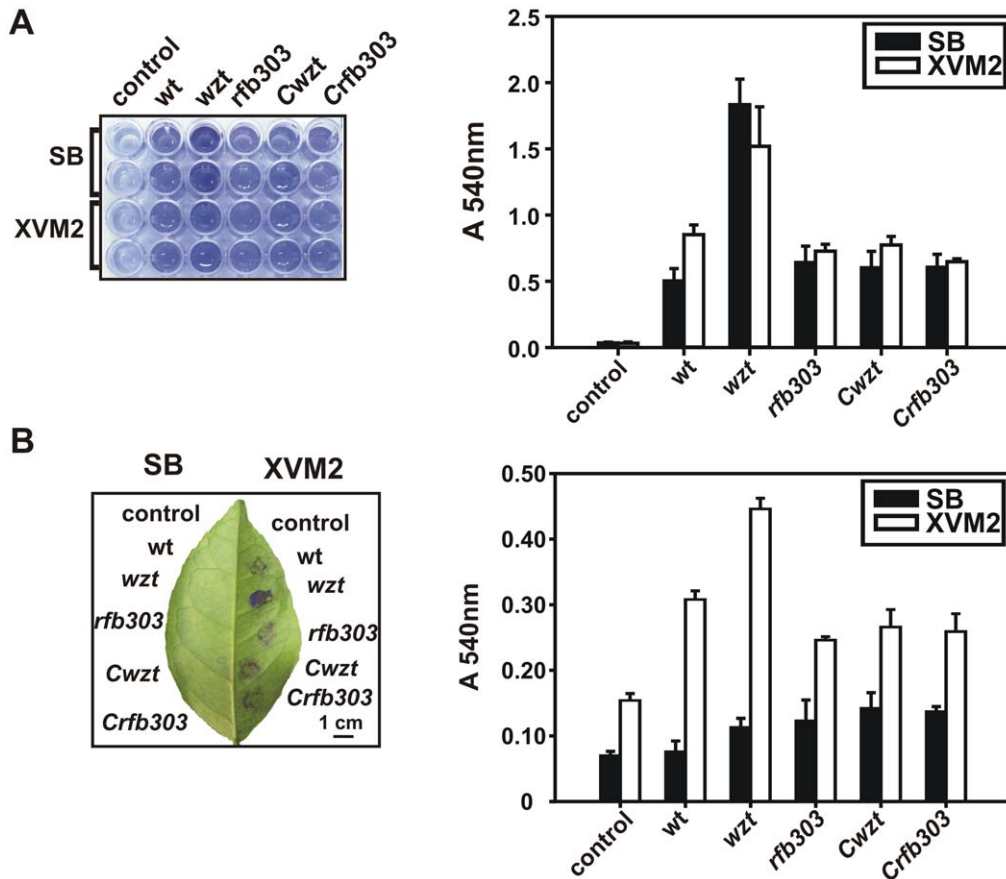 A
control wt wzt rfb303 Cwzt Crfb303
SB
XVM2
2.5
2.0
1.5
1.0
0.5
0.0
A 540nm
SB
XVM2
control wt wzt rfb303 Cwzt Crfb303
B
SB XVM2
control control
wt wt
wzt wzt
rfb303 rfb303
Cwzt Cwzt
Crfb303 Crfb303
1 cm
0.50
0.40
0.30
0.20
0.10
0
A 540nm
SB
XVM2
control wt wzt rfb303 Cwzt Crfb303